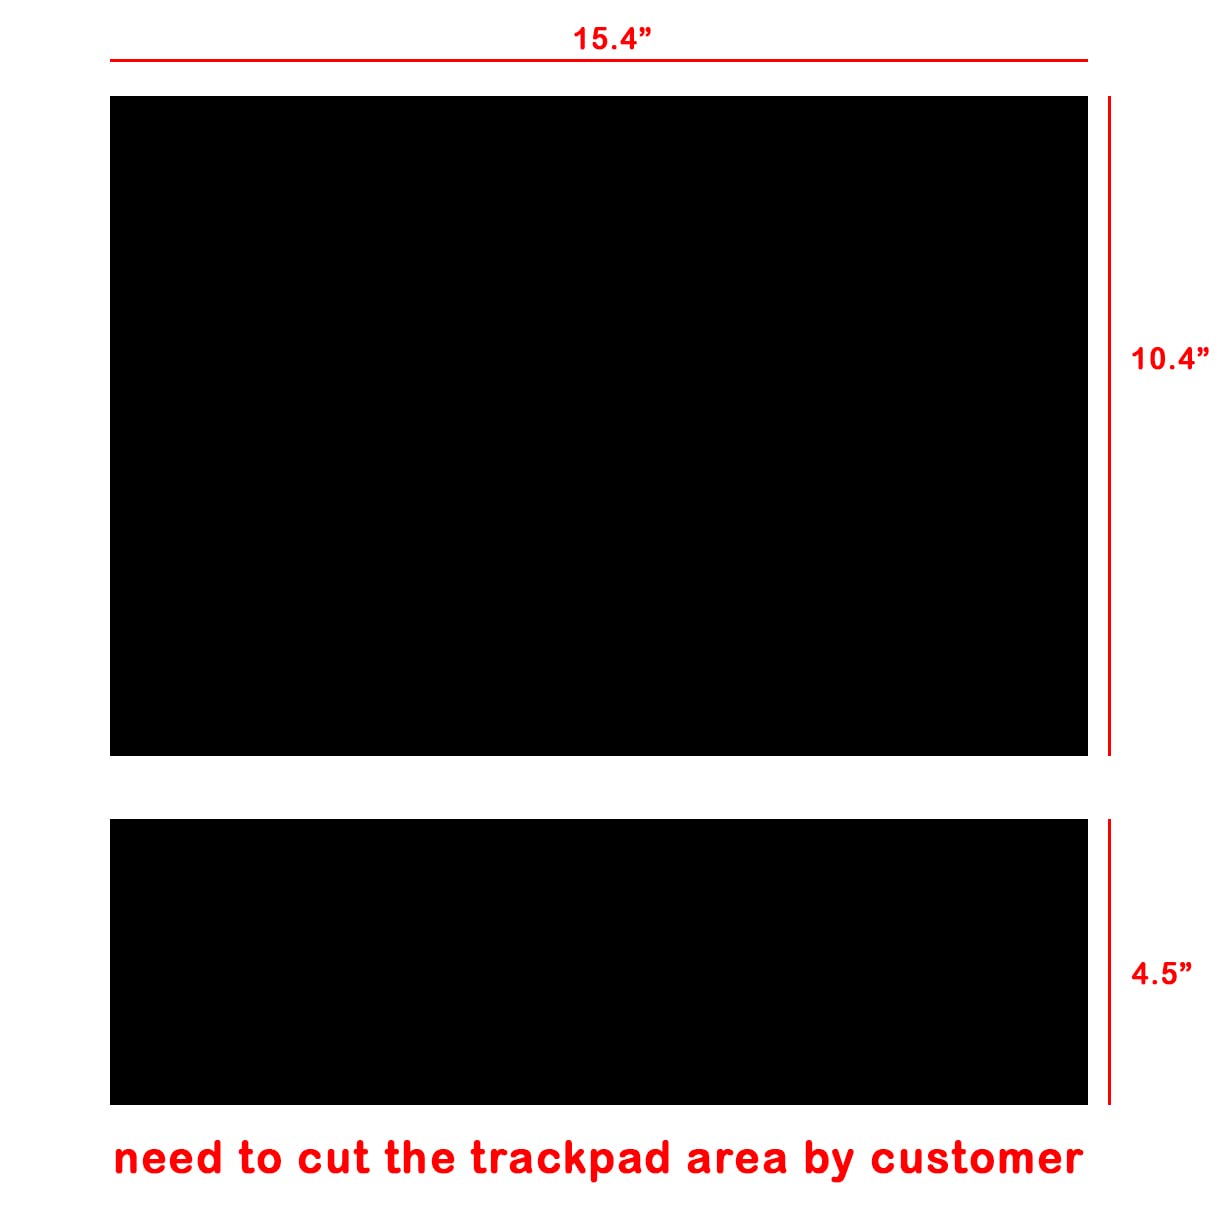 15.4”
10.4”
4.5”
need to cut the trackpad area by customer